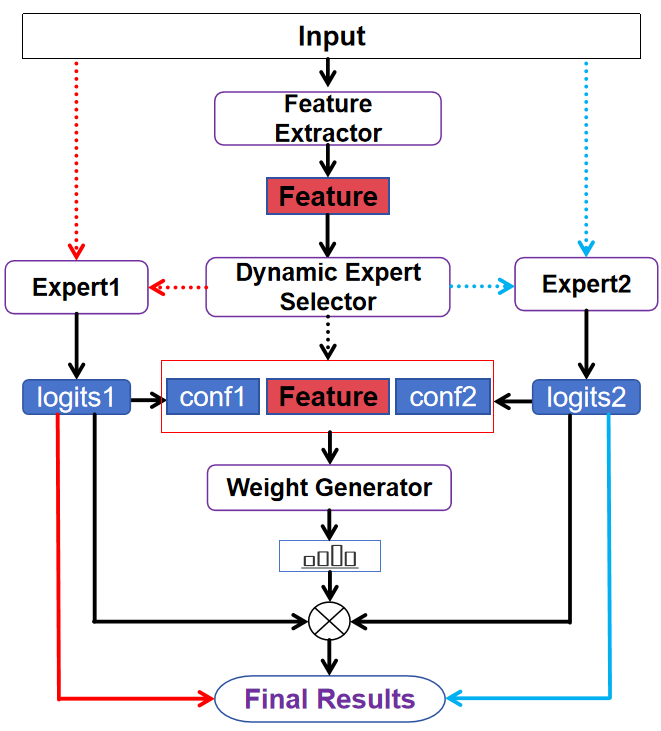 Input
Feature
Extractor
Feature
Dynamic Expert
Selector
Expert1
Expert2
logits1
conf1
Feature
conf2
logits2
Weight Generator
Final Results